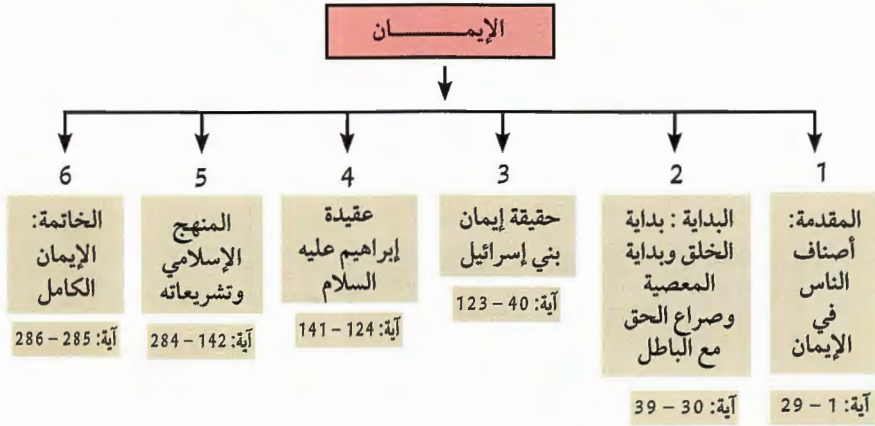 الإيمـــــــــان
1
المقدمة:
أصناف
الناس
في
الإيمان
آية: 1 – 29
2
البداية : بداية
الخلق وبداية
المعصية
وصراع الحق
مع الباطل
آية: 30 – 39
3
حقيقة إيمان
بني إسرائيل
آية: 40 – 123
4
عقيدة
إبراهيم عليه
السلام
آية: 124 – 141
5
المنهج
الإسلامي
وتشريعاته
آية: 142 – 284
6
الخاتمة:
الإيمان
الكامل
آية: 285 – 286